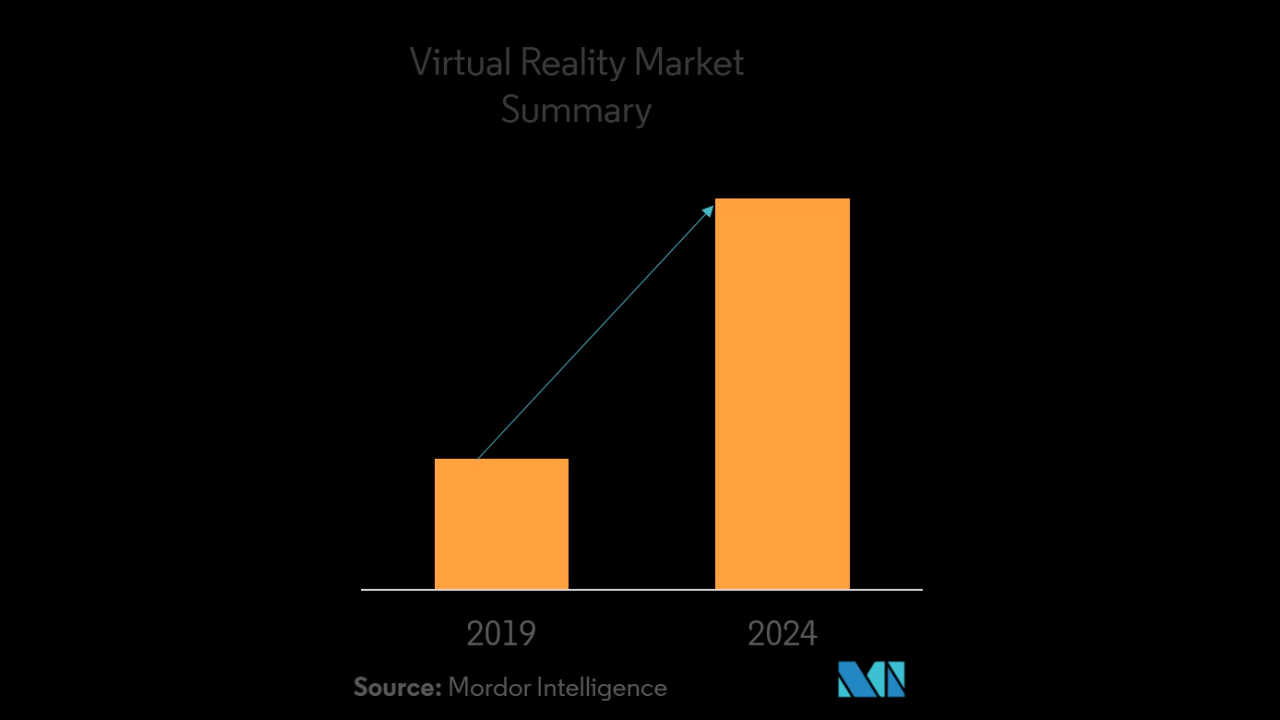 Virtual Reality Market
Summary
2019
2024
Source: Mordor Intelligence